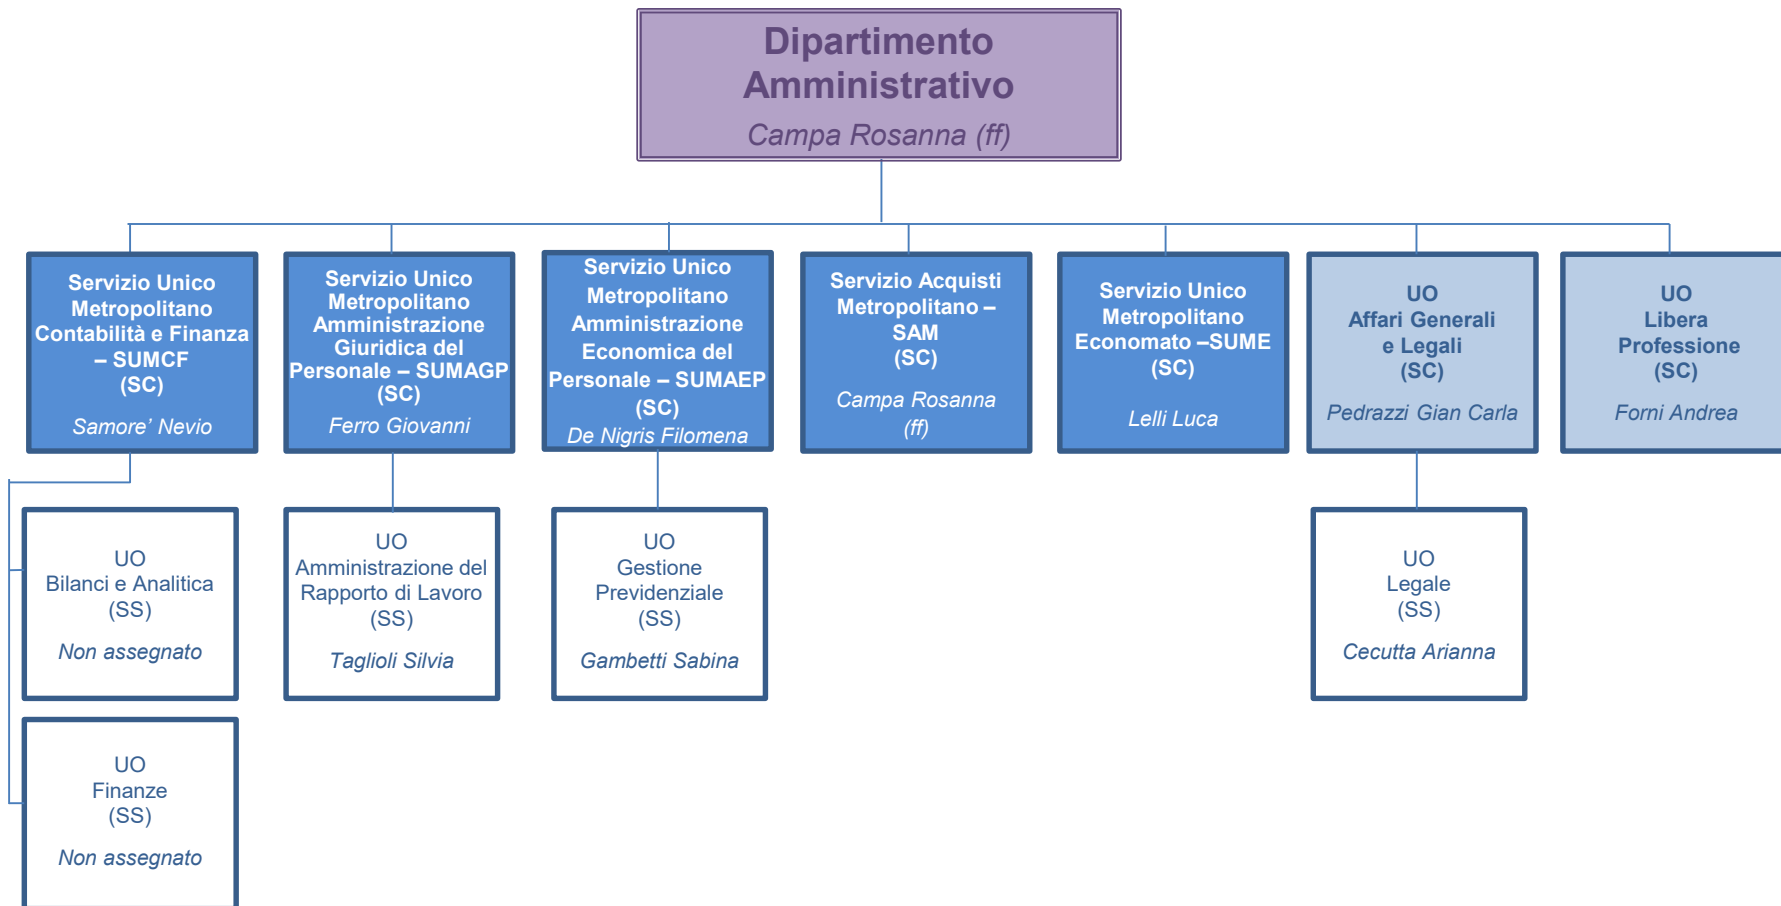 Dipartimento
Amministrativo
Campa Rosanna (ff)
Servizio Unico
Metropolitano
Contabilità e Finanza
– SUMCF
(SC)
Samore’ Nevio
Servizio Unico
Metropolitano
Amministrazione
Giuridica del
Personale – SUMAGP
(SC)
Ferro Giovanni
Servizio Unico
Metropolitano
Amministrazione
Economica del
Personale – SUMAEP
(SC)
De Nigris Filomena
Servizio Acquisti
Metropolitano –
SAM
(SC)
Campa Rosanna
(ff)
Servizio Unico
Metropolitano
Economato –SUME
(SC)
Lelli Luca
UO
Affari Generali
e Legali
(SC)
Pedrazzi Gian Carla
UO
Libera
Professione
(SC)
Forni Andrea
UO
Bilanci e Analitica
(SS)
Non assegnato
UO
Amministrazione del
Rapporto di Lavoro
(SS)
Taglioli Silvia
UO
Gestione
Previdenziale
(SS)
Gambetti Sabina
UO
Legale
(SS)
Cecutta Arianna
UO
Finanze
(SS)
Non assegnato